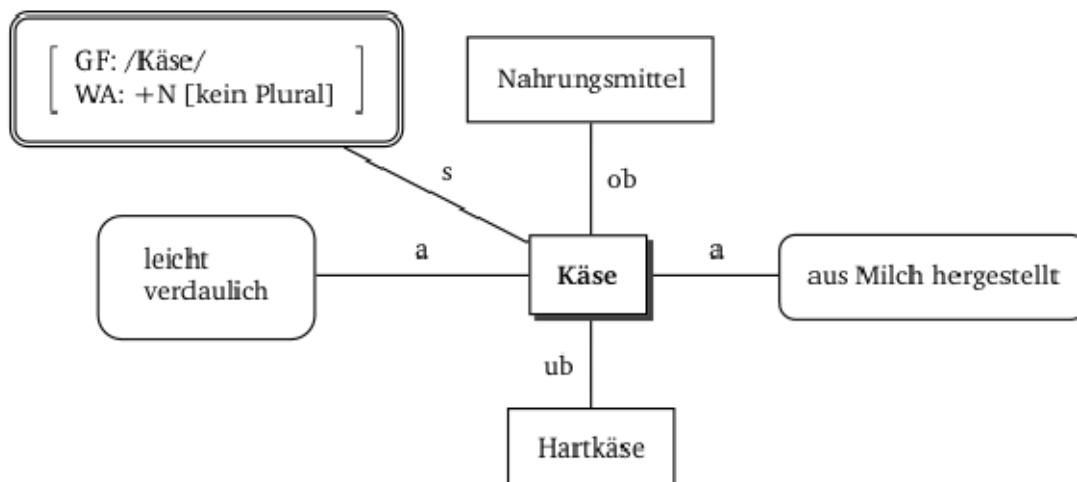 GF: /Käse/
WA: +N [kein Plural]
Nahrungsmittel
s
ob
leicht
verdaulich
a
Käse
a
aus Milch hergestellt
ub
Hartkäse